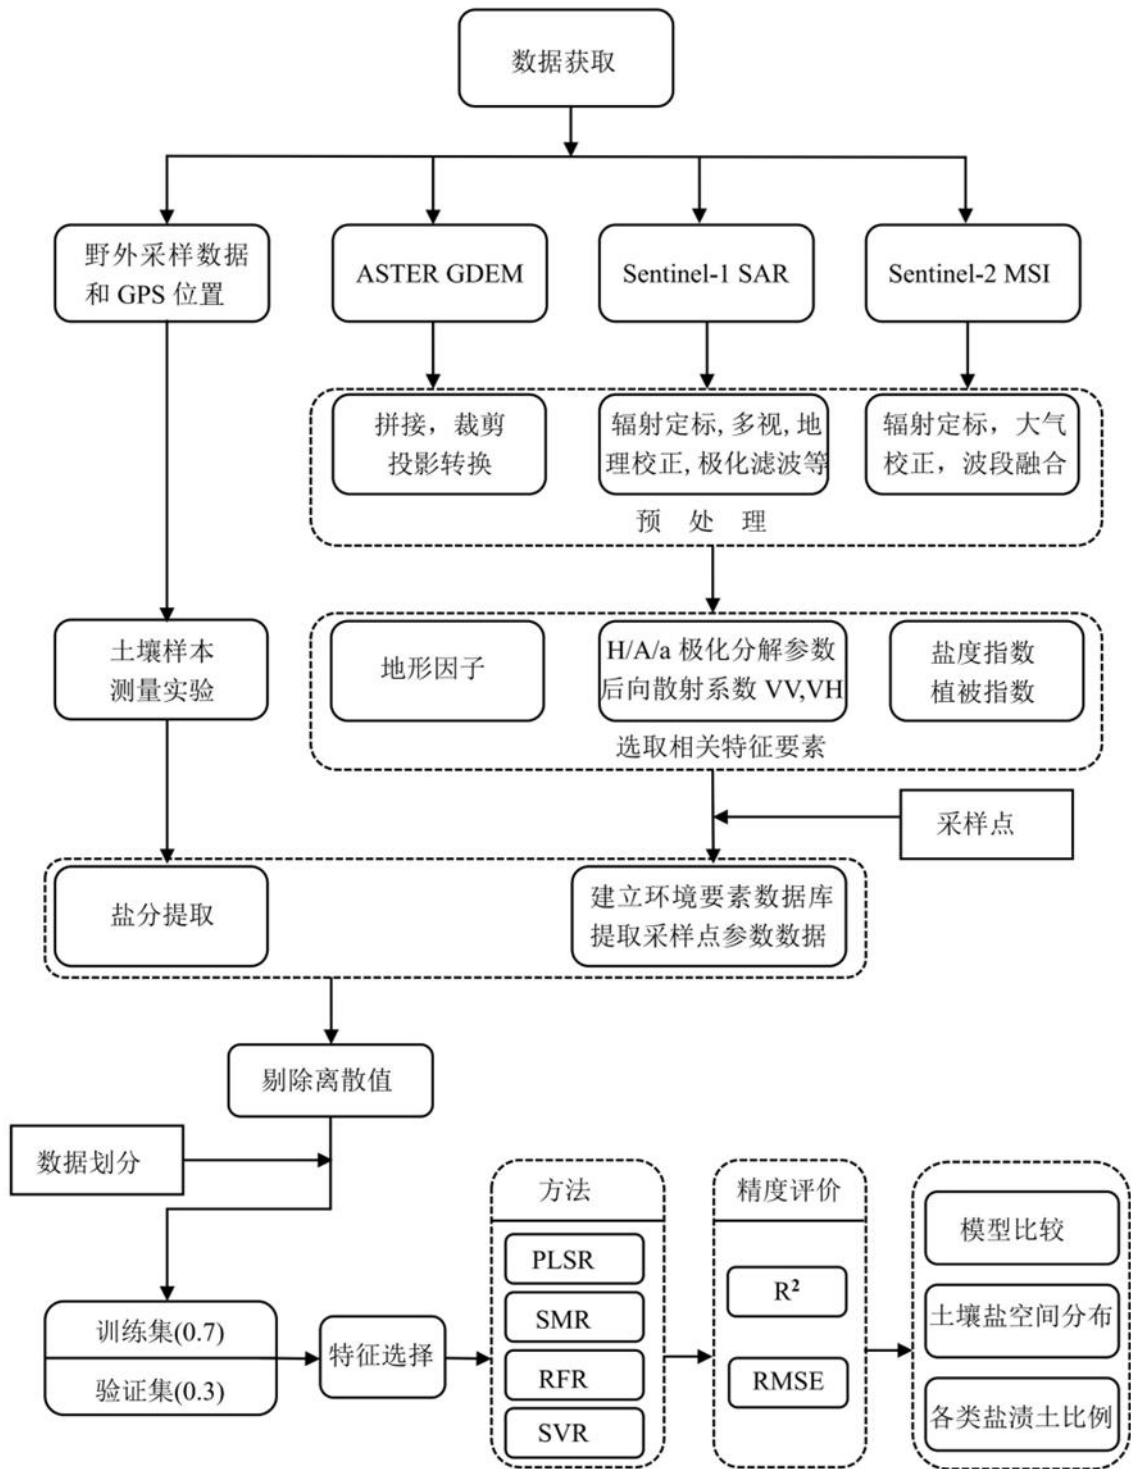 数据获取
野外采样数据
和 GPS 位置
ASTER GDEM
Sentinel-1 SAR
Sentinel-2 MSI
拼接，裁剪
投影转换
辐射定标, 多视, 地
理校正, 极化滤波等
辐射定标，大气
校正，波段融合
预 处 理
土壤样本
测量实验
地形因子
H/A/a 极化分解参数
后向散射系数 VV,VH
盐度指数
植被指数
选取相关特征要素
采样点
盐分提取
建立环境要素数据库
提取采样点参数数据
剔除离散值
数据划分
训练集(0.7)
验证集(0.3)
特征选择
方法
PLSR
SMR
RFR
SVR
精度评价
R²
RMSE
模型比较
土壤盐空间分布
各类盐渍土比例